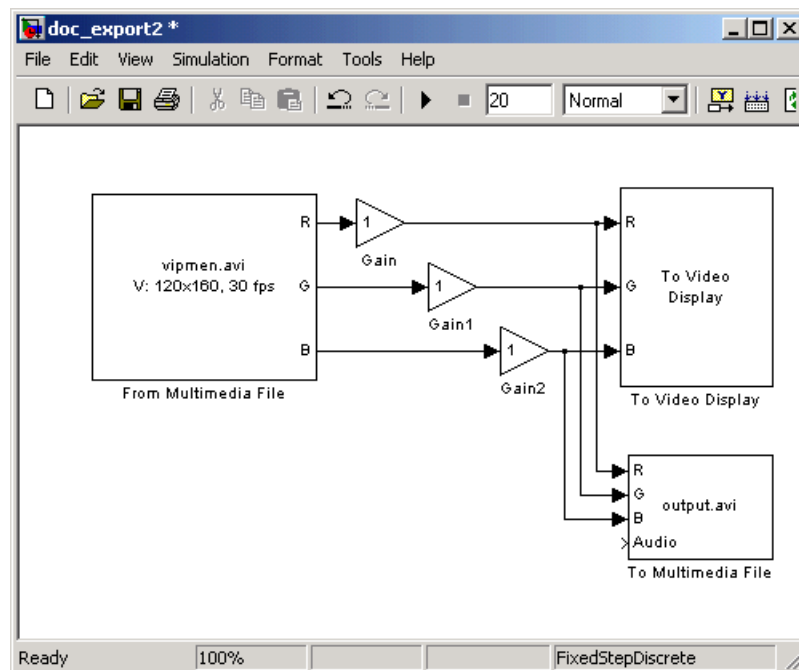 doc_export2 *
File Edit View Simulation Format Tools Help
20 Normal
R
1
R
vipmen.avi
Gain
V: 120x160, 30 fps
G
1
G
To Video
Display
Gain1
B
1
B
From Multimedia File
Gain2
To Video Display
R
G
output.avi
B
Audio
To Multimedia File
Ready 100% FixedStepDiscrete